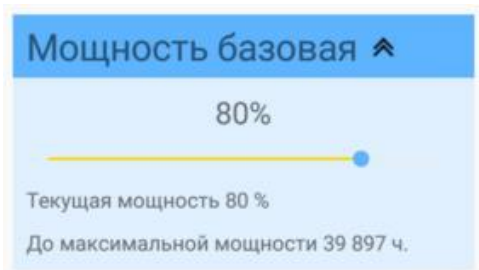 Мощность базовая
80%
Текущая мощность 80 %
До максимальной мощности 39 897 ч.